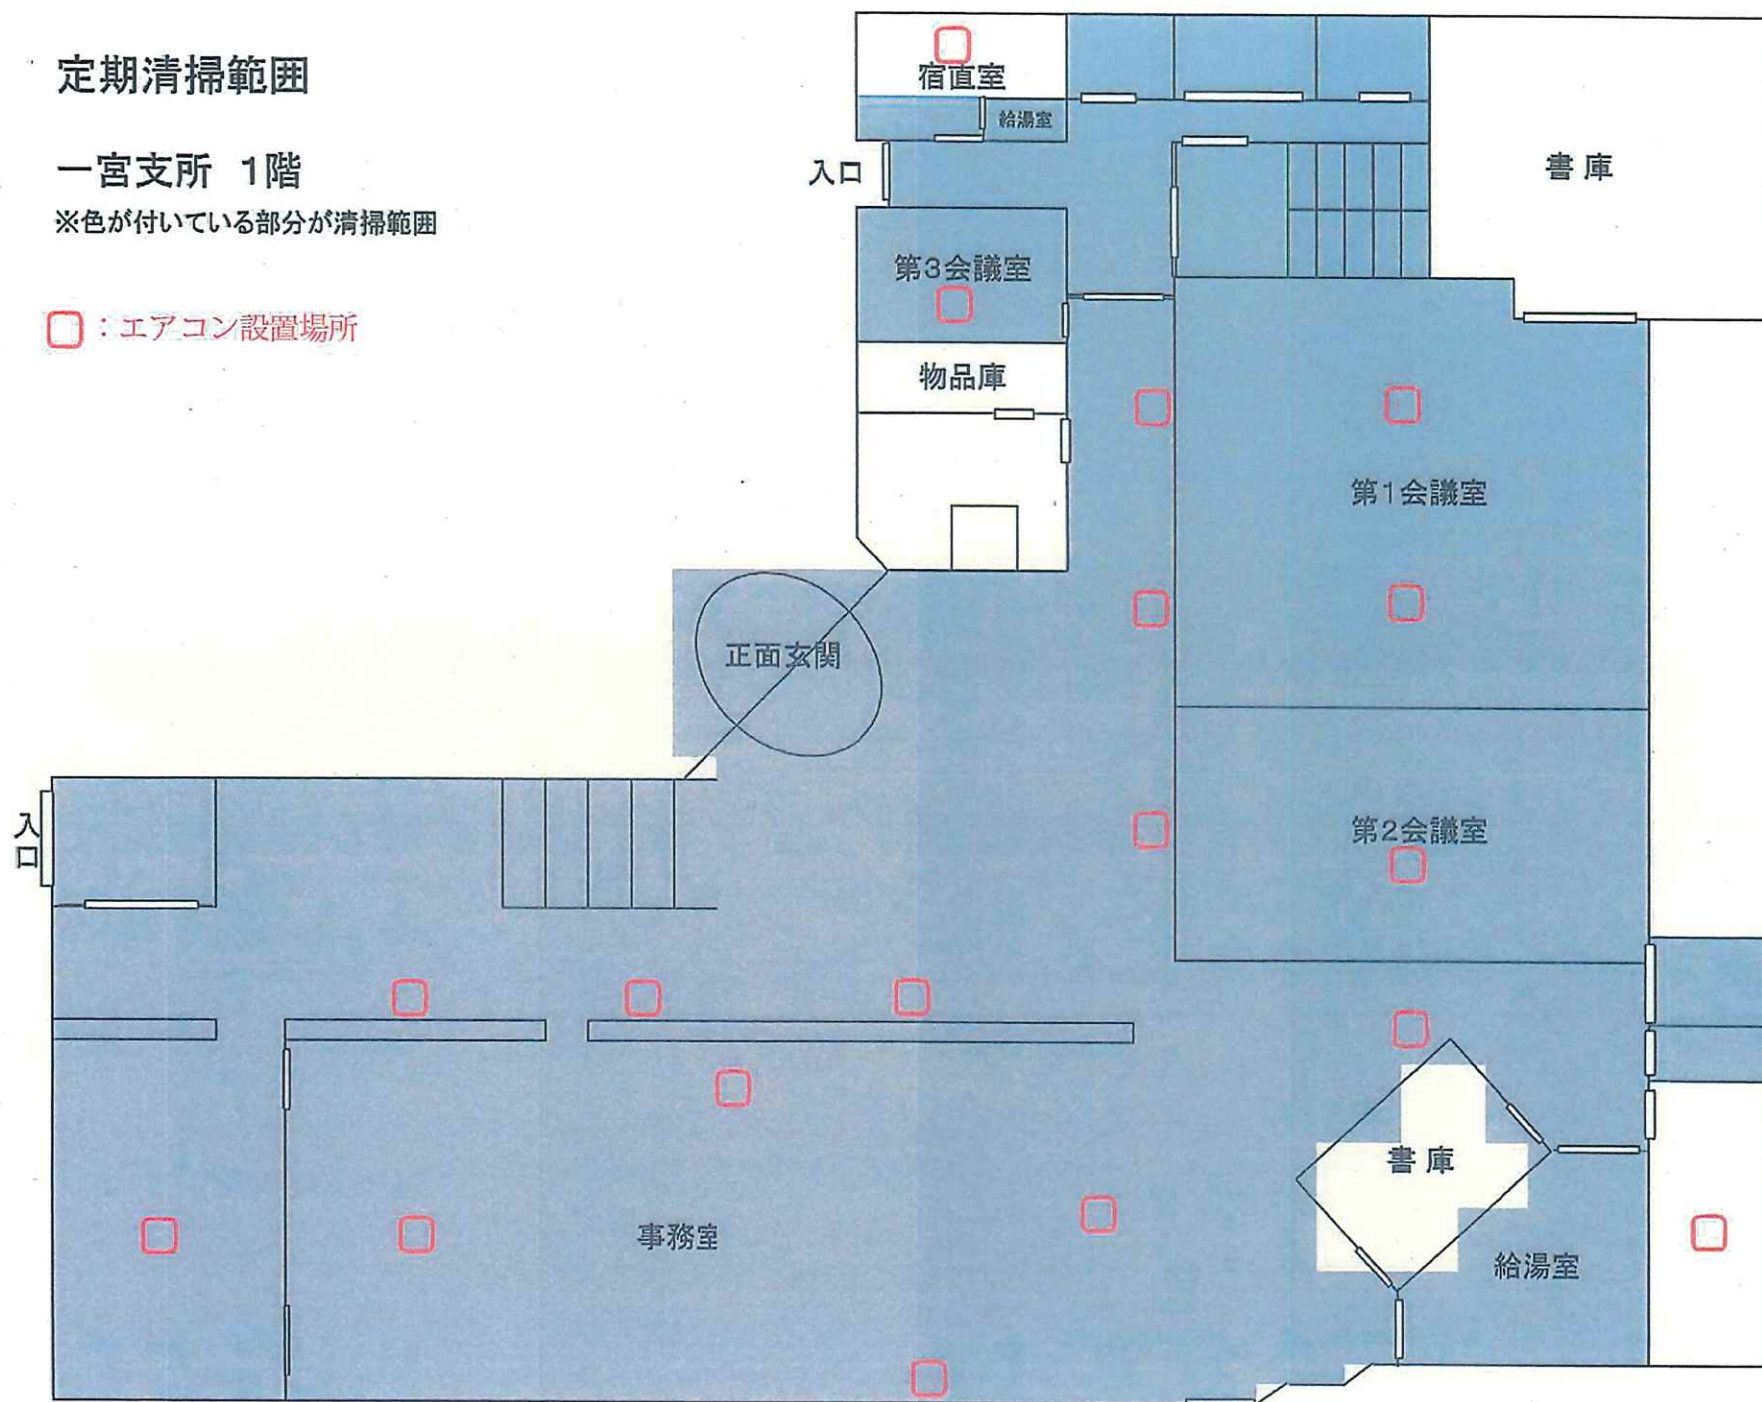 定期清掃範囲
一宮支所 1階
※色が付いている部分が清掃範囲
：エアコン設置場所
宿直室
給湯室
入口
書庫
第3会議室
物品庫
第1会議室
正面玄関
入口
第2会議室
書庫
事務室
給湯室